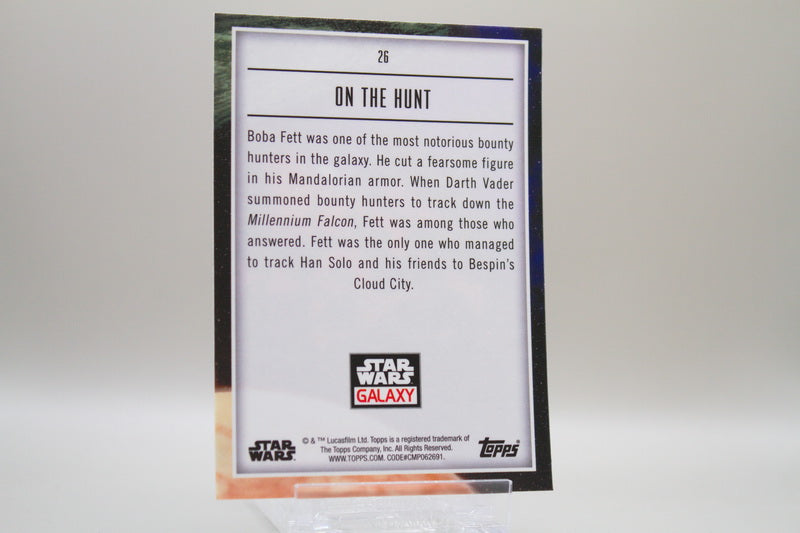 26
ON THE HUNT
Boba Fett was one of the most notorious bounty
hunters in the galaxy. He cut a fearsome figure
in his Mandalorian armor. When Darth Vader
summoned bounty hunters to track down the
Millennium Falcon, Fett was among those who
answered. Fett was the only one who managed
to track Han Solo and his friends to Bespin's
Cloud City.
STAR
WARS
GALAXY
STAR
WARS
© & ™ Lucasfilm Ltd. Topps is a registered trademark of
The Topps Company, Inc. All Rights Reserved.
WWW.TOPPS.COM. CODE#CMP062691.
Topps®